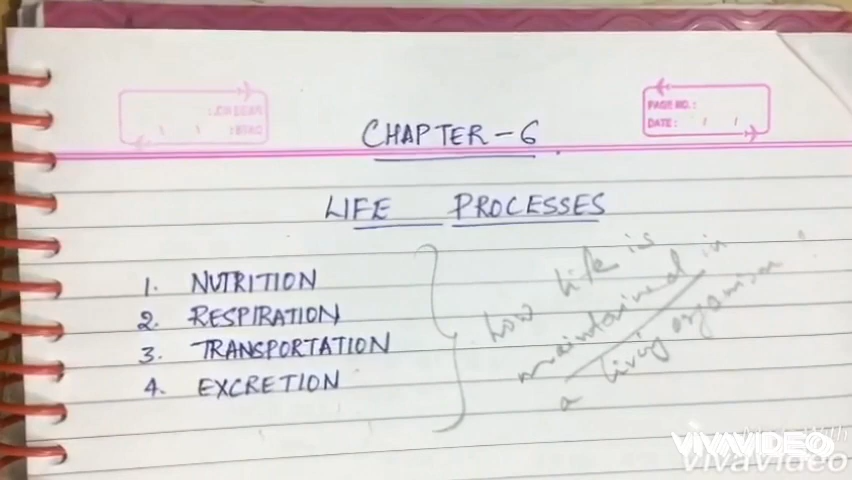 PAGE NO.:
DATE: / /
CHAPTER - 6
LIFE PROCESSES
1. NUTRITION
2. RESPIRATION
3. TRANSPORTATION
4. EXCRETION
how life is
maintained in
a living organism
VIVAVIDEO
vivavideo